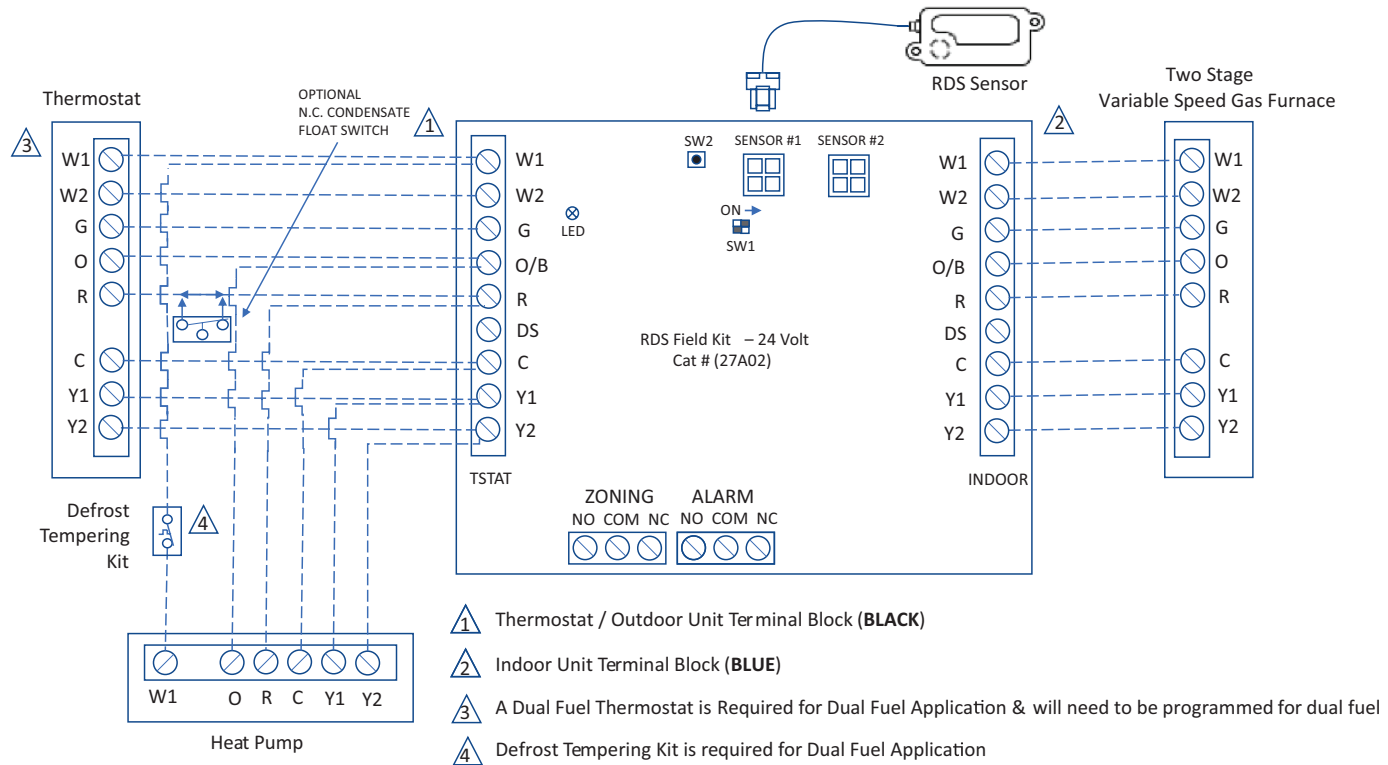 RDS Sensor
Two Stage
Variable Speed Gas Furnace
Thermostat
OPTIONAL
N.C. CONDENSATE
FLOAT SWITCH
3
1
2
W1
W2
G
O
R
C
Y1
Y2
W1
W2
G
O/B
R
DS
C
Y1
Y2
TSTAT
LED
SW2
SENSOR #1
SENSOR #2
ON
SW1
RDS Field Kit – 24 Volt
Cat # (27A02)
W1
W2
G
O/B
R
DS
C
Y1
Y2
INDOOR
W1
W2
G
O
R
C
Y1
Y2
ZONING
NO COM NC
ALARM
NO COM NC
Defrost
Tempering
Kit
4
W1 O R C Y1 Y2
Heat Pump
1 Thermostat / Outdoor Unit Terminal Block (BLACK)
2 Indoor Unit Terminal Block (BLUE)
3 A Dual Fuel Thermostat is Required for Dual Fuel Application & will need to be programmed for dual fuel
4 Defrost Tempering Kit is required for Dual Fuel Application